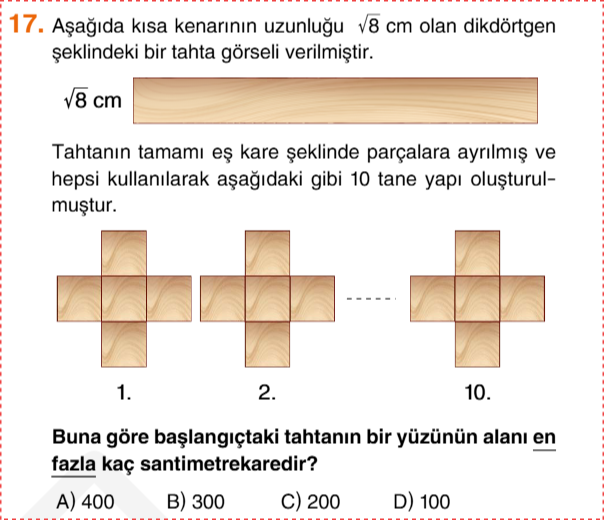 17. Aşağıda kısa kenarının uzunluğu √8 cm olan dikdörtgen
şeklindeki bir tahta görseli verilmiştir.
√8 cm
Tahtanın tamamı eş kare şeklinde parçalara ayrılmış ve
hepsi kullanılarak aşağıdaki gibi 10 tane yapı oluşturul-
muştur.
1. 2. 10.
Buna göre başlangıçtaki tahtanın bir yüzünün alanı en
fazla kaç santimetrekaredir?
A) 400 B) 300 C) 200 D) 100